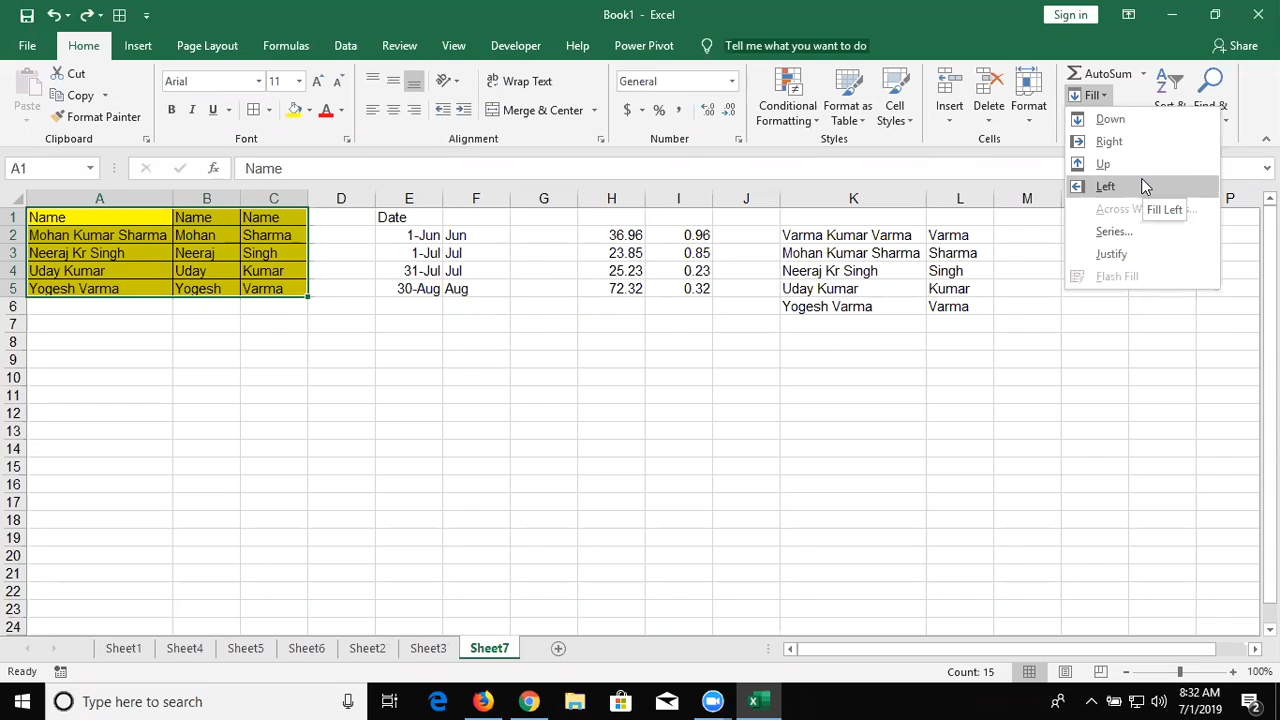 Book1 - Excel
Sign in
File Home Insert Page Layout Formulas Data Review View Developer Help Power Pivot Tell me what you want to do Share
Paste
Cut
Copy
Format Painter
Clipboard
Arial 11
B I U
Font
Wrap Text
Merge & Center
Alignment
General
$ % ,
Number
Conditional Formatting
Format as Table
Cell Styles
Styles
Insert Delete Format
Cells
AutoSum
Fill
Down
Right
Up
Left
Fill Left
Series...
Justify
Flash Fill
A1 fx Name
A B C D E F G H I J K L M P
1 Name Name Name Date
2 Mohan Kumar Sharma Mohan Sharma 1-Jun Jun 36.96 0.96 Varma Kumar Varma Varma
3 Neeraj Kr Singh Neeraj Singh 1-Jul Jul 23.85 0.85 Mohan Kumar Sharma Sharma
4 Uday Kumar Uday Kumar 31-Jul Jul 25.23 0.23 Neeraj Kr Singh Singh
5 Yogesh Varma Yogesh Varma 30-Aug Aug 72.32 0.32 Uday Kumar Kumar
6 Yogesh Varma Varma
7
8
9
10
11
12
13
14
15
16
17
18
19
20
21
22
23
24
Sheet1 Sheet4 Sheet5 Sheet6 Sheet2 Sheet3 Sheet7
Ready Count: 15 100%
Type here to search
8:32 AM
7/1/2019
2